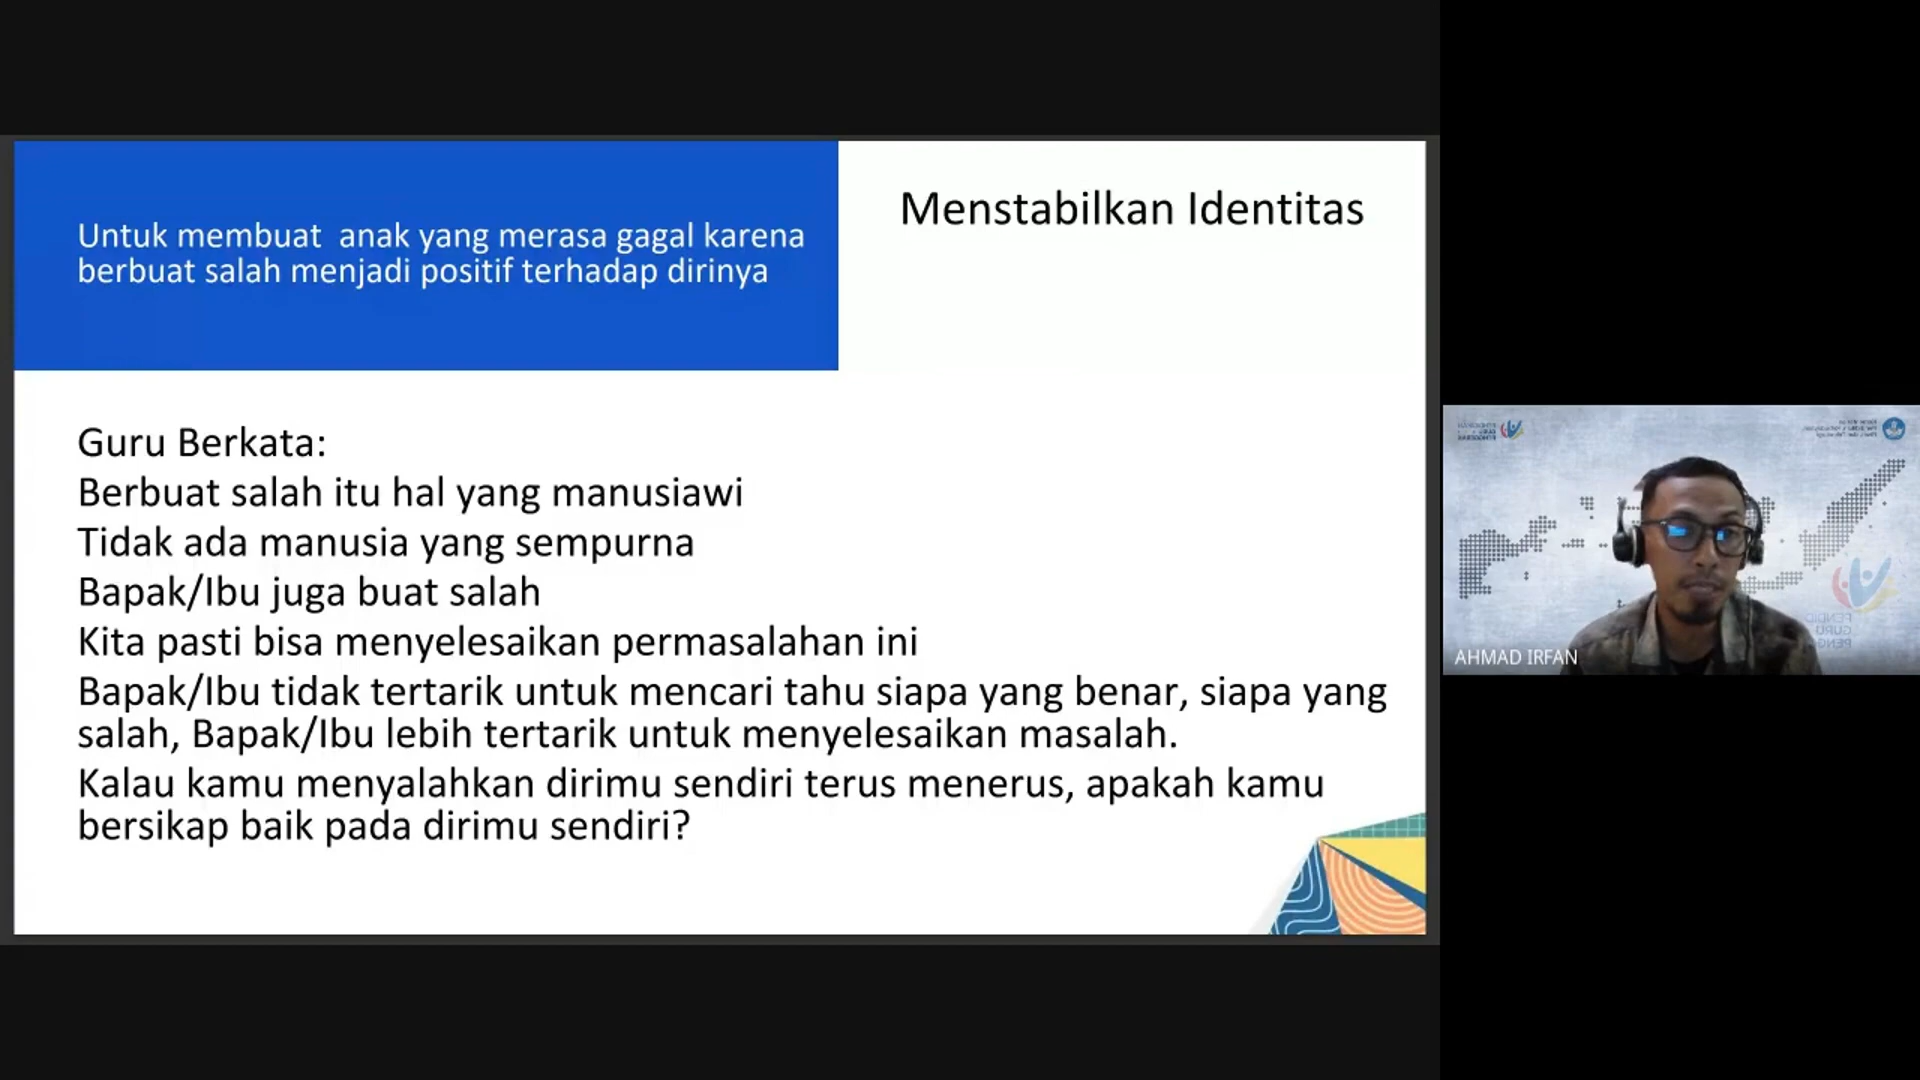 Untuk membuat  anak yang merasa gagal karena
berbuat salah menjadi positif terhadap dirinya
Menstabilkan Identitas
Guru Berkata:
Berbuat salah itu hal yang manusiawi
Tidak ada manusia yang sempurna
Bapak/Ibu juga buat salah
Kita pasti bisa menyelesaikan permasalahan ini
Bapak/Ibu tidak tertarik untuk mencari tahu siapa yang benar, siapa yang
salah, Bapak/Ibu lebih tertarik untuk menyelesaikan masalah.
Kalau kamu menyalahkan dirimu sendiri terus menerus, apakah kamu
bersikap baik pada dirimu sendiri?
AHMAD IRFAN